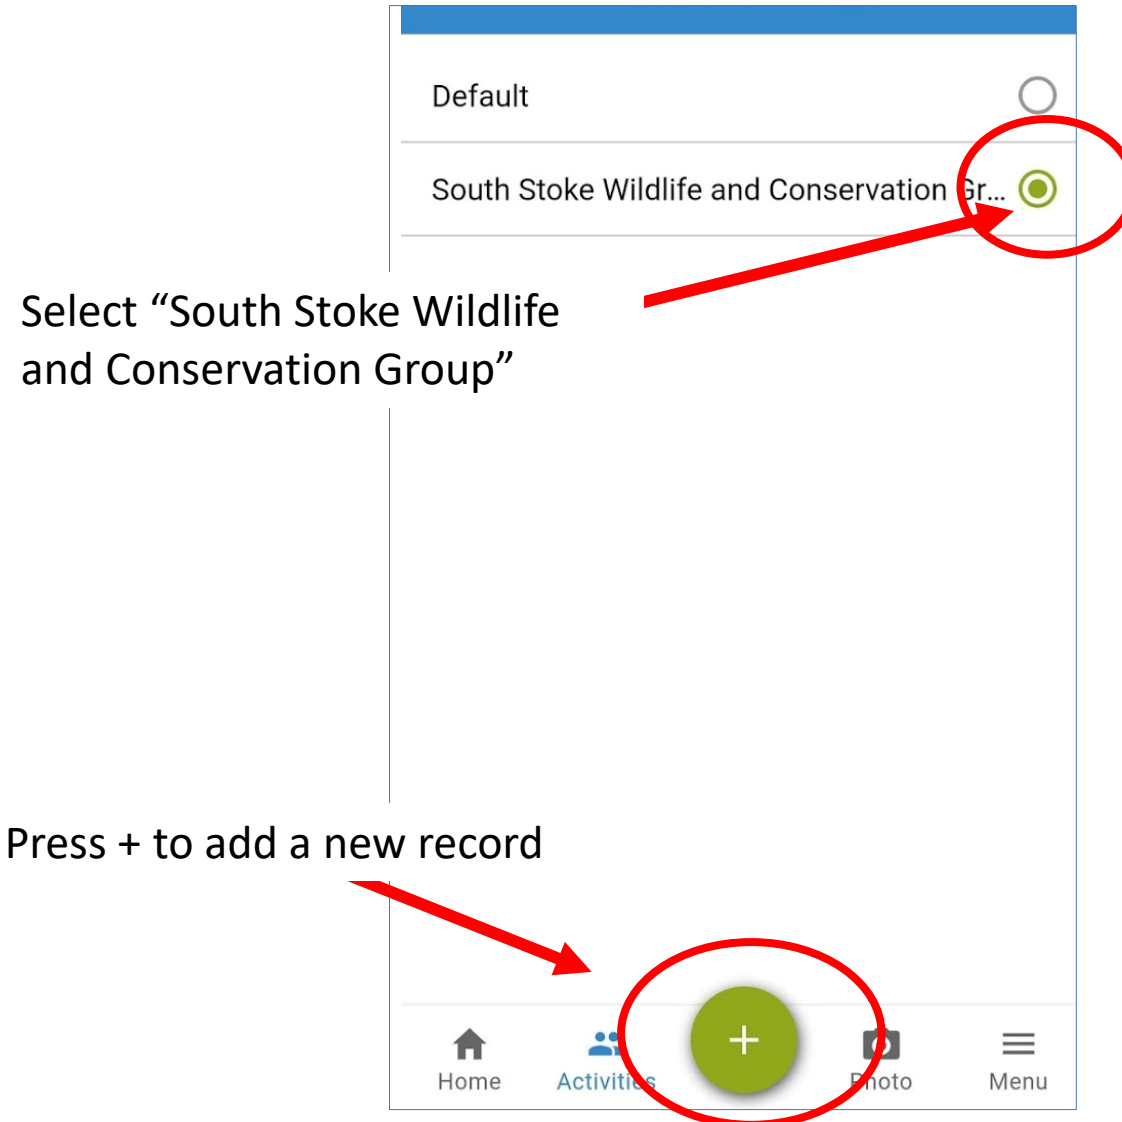 Default
South Stoke Wildlife and Conservation Gr...
Select “South Stoke Wildlife
and Conservation Group”
Press + to add a new record
+
Home Activities Photo Menu